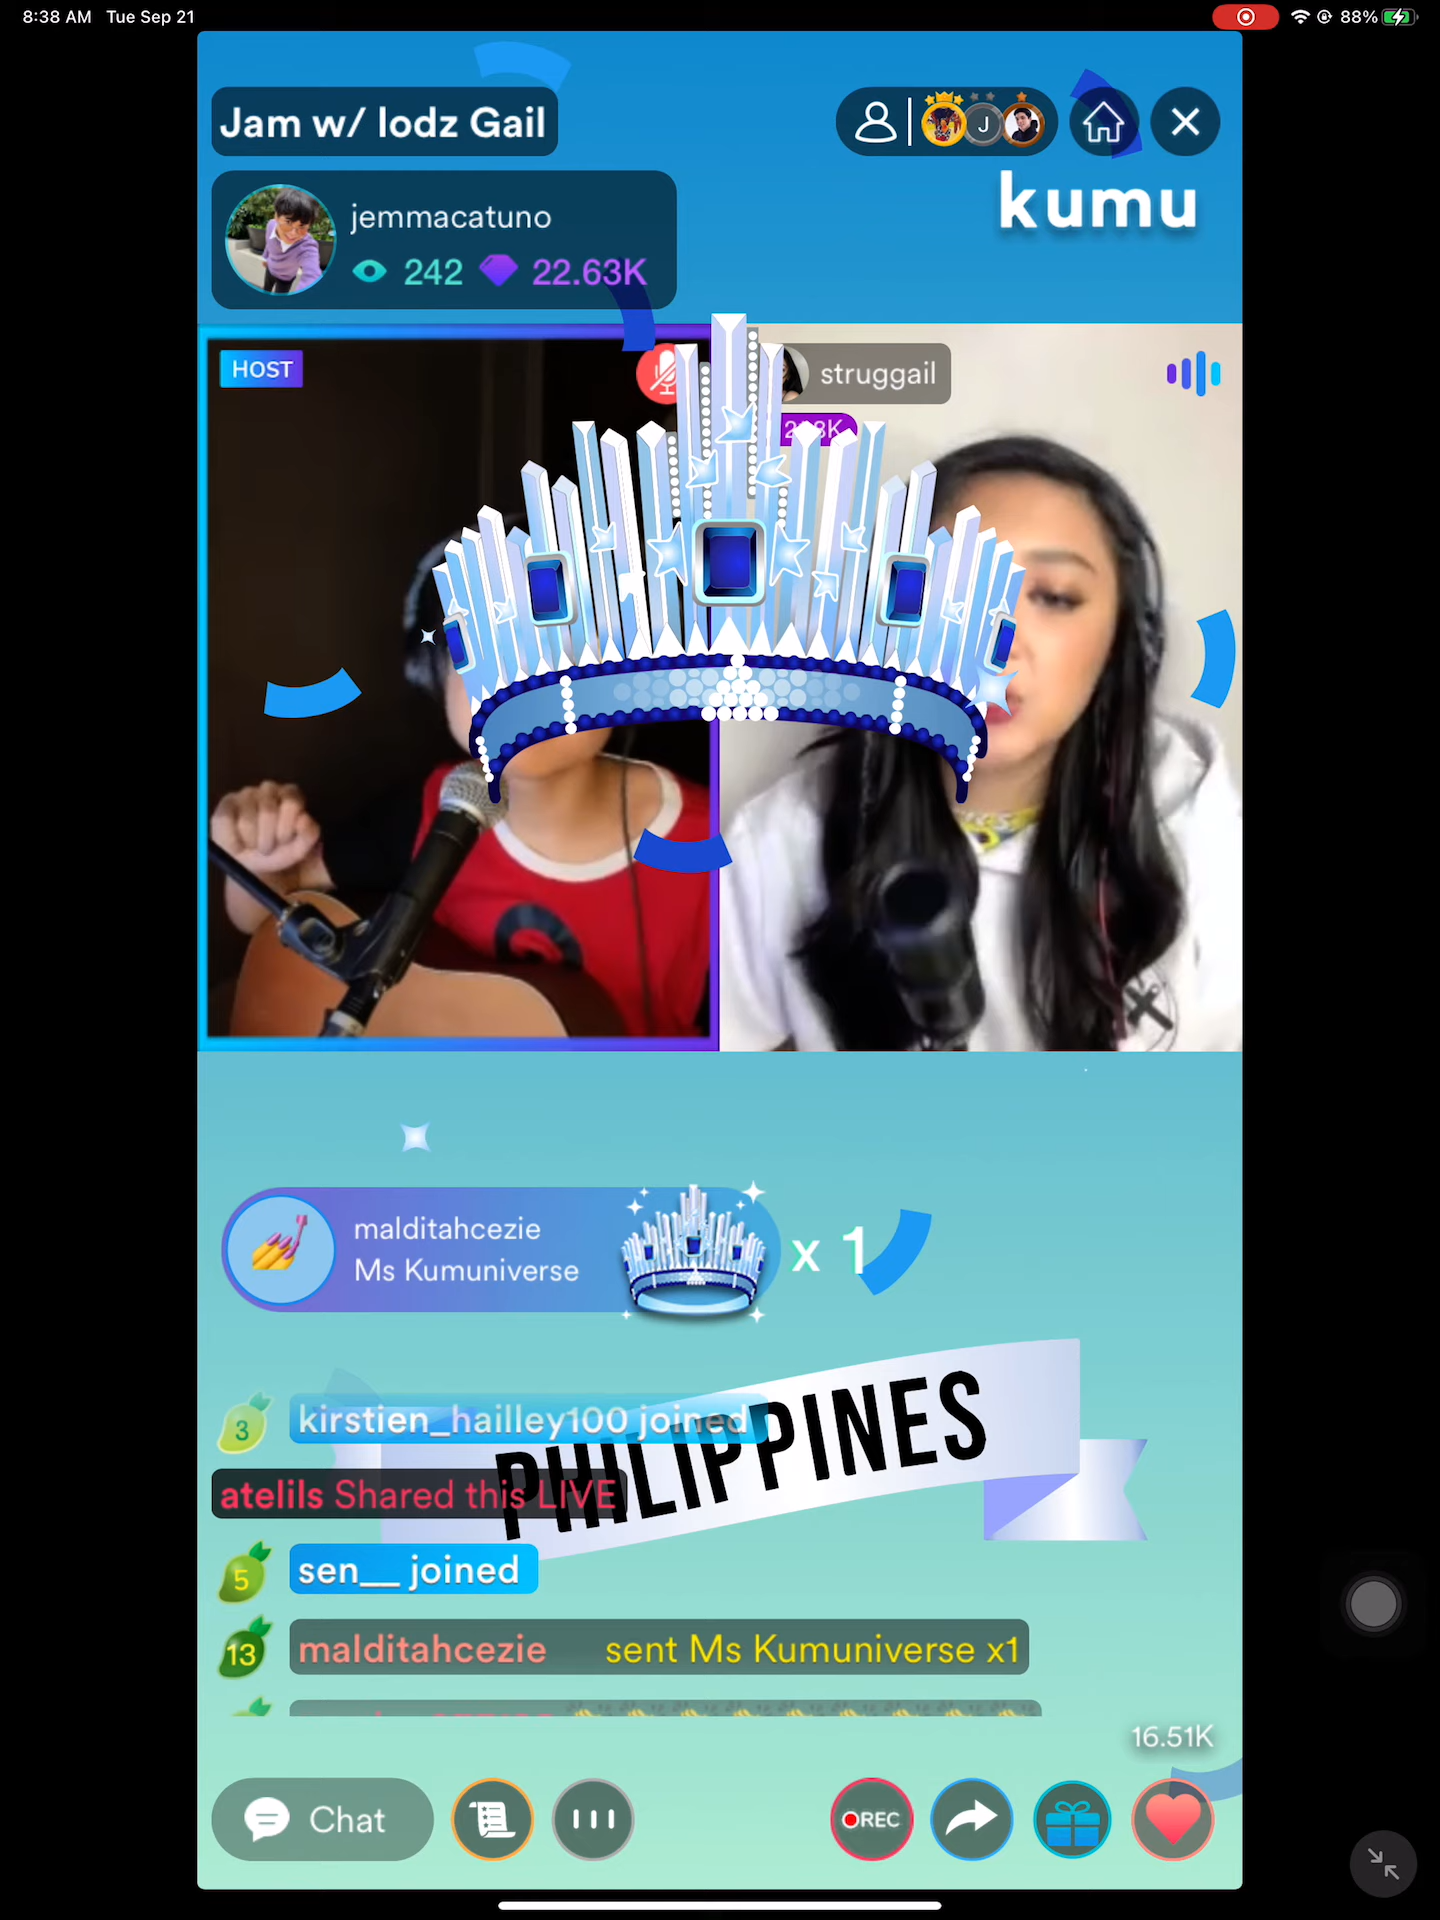 8:38 AM Tue Sep 21
88%
Jam w/ lodz Gail
J
kumu
jemmacatuno
242 22.63K
HOST
struggail
malditahcezie
Ms Kumuniverse
x 1
PHILIPPINES
3 kirstien_hailley100 joined
atelils Shared this LIVE
5 sen__ joined
13 malditahcezie sent Ms Kumuniverse x1
16.51K
Chat
REC